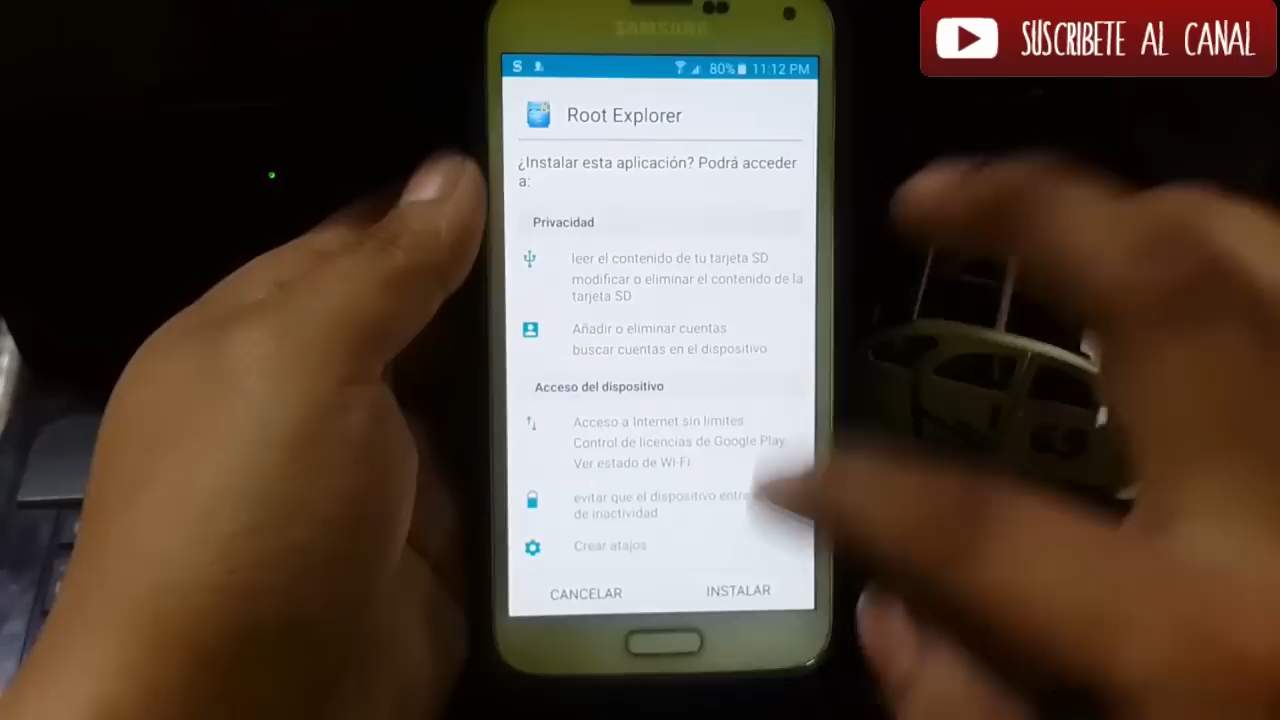 SUSCRIBETE AL CANAL
SAMSUNG
S 80% 11:12 PM
Root Explorer
¿Instalar esta aplicación? Podrá acceder
a:
Privacidad
leer el contenido de tu tarjeta SD
modificar o eliminar el contenido de la
tarjeta SD
Añadir o eliminar cuentas
buscar cuentas en el dispositivo
Acceso del dispositivo
Acceso a Internet sin limites
Control de licencias de Google Play
Ver estado de Wi-Fi
evitar que el dispositivo entre
de inactividad
Crear atajos
CANCELAR INSTALAR
69